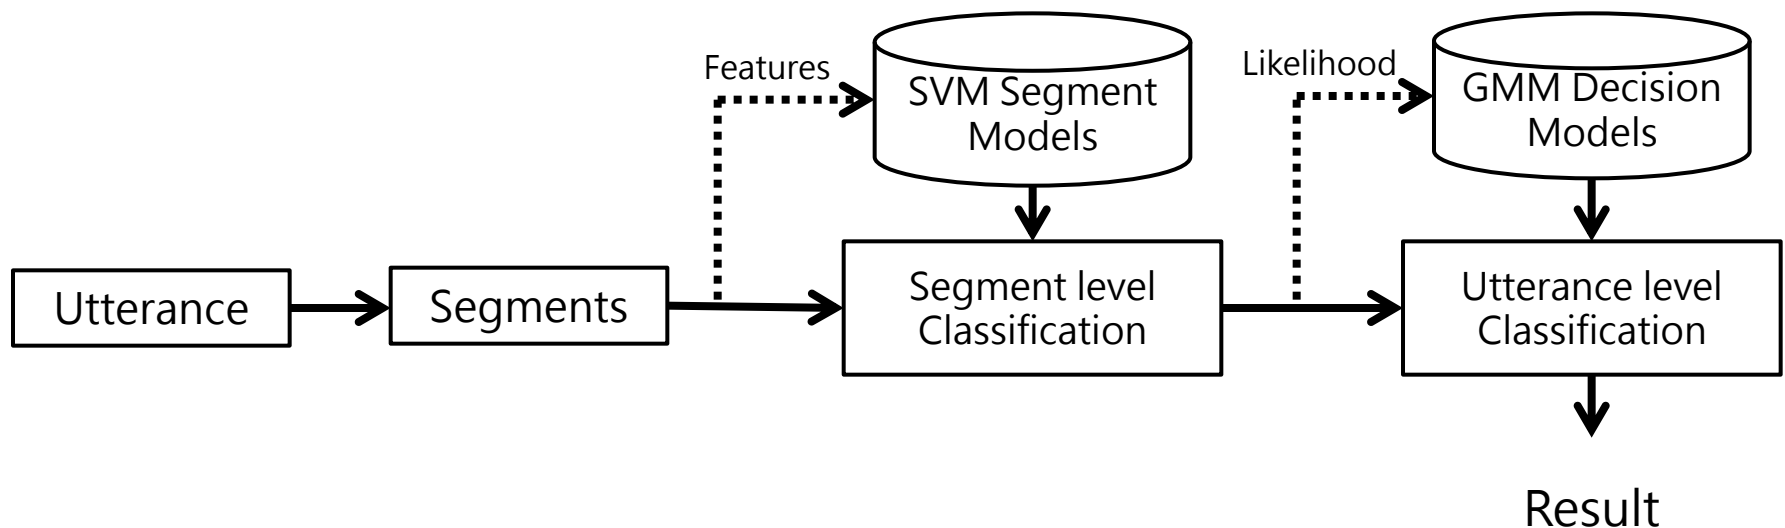 Features
SVM Segment
Models
Likelihood
GMM Decision
Models
Utterance
Segments
Segment level
Classification
Utterance level
Classification
Result